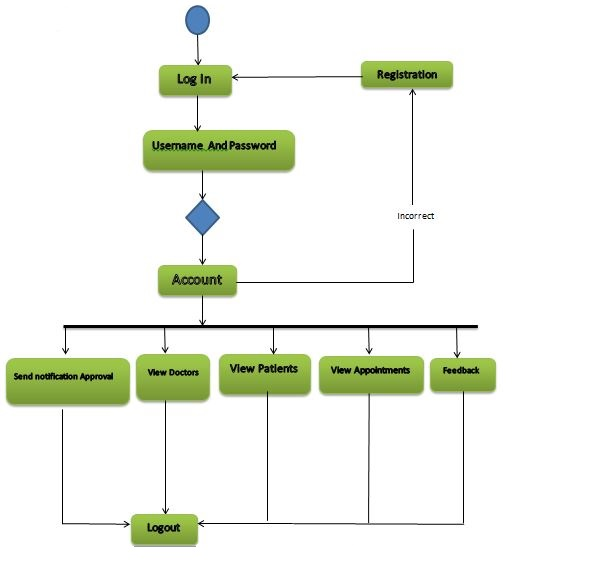 Log In
Registration
Username And Password
Incorrect
Account
Send notification Approval
View Doctors
View Patients
View Appointments
Feedback
Logout